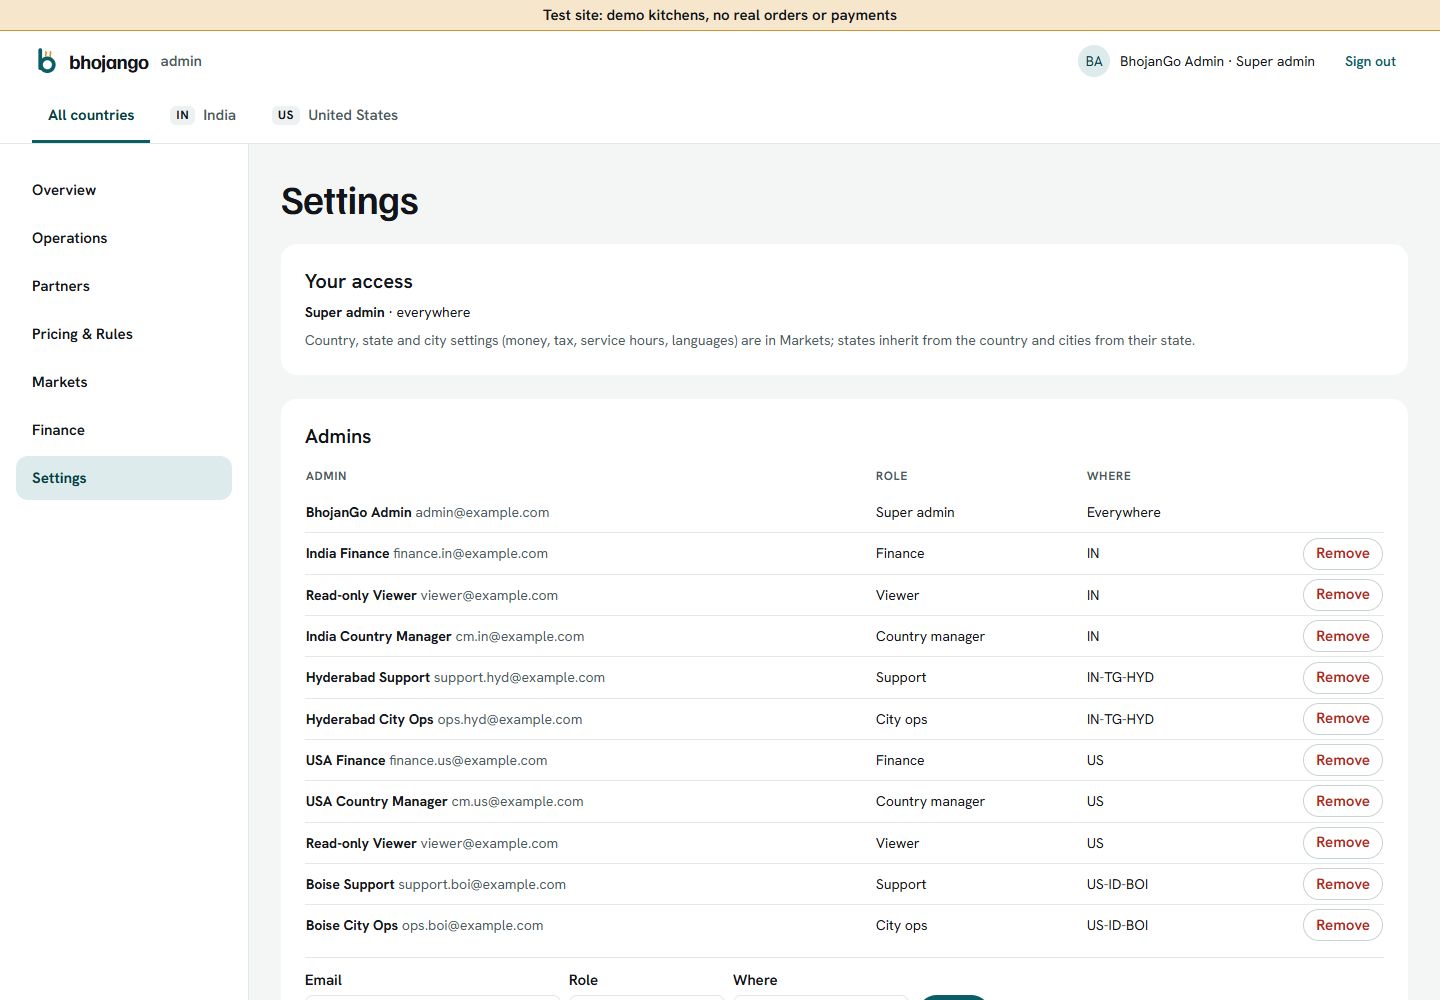 Test site: demo kitchens, no real orders or payments
bhojango admin
BA BhojanGo Admin · Super admin Sign out
All countries IN India US United States
Overview
Operations
Partners
Pricing & Rules
Markets
Finance
Settings
Settings
Your access
Super admin · everywhere
Country, state and city settings (money, tax, service hours, languages) are in Markets; states inherit from the country and cities from their state.
Admins
ADMIN ROLE WHERE
BhojanGo Admin admin@example.com Super admin Everywhere
India Finance finance.in@example.com Finance IN Remove
Read-only Viewer viewer@example.com Viewer IN Remove
India Country Manager cm.in@example.com Country manager IN Remove
Hyderabad Support support.hyd@example.com Support IN-TG-HYD Remove
Hyderabad City Ops ops.hyd@example.com City ops IN-TG-HYD Remove
USA Finance finance.us@example.com Finance US Remove
USA Country Manager cm.us@example.com Country manager US Remove
Read-only Viewer viewer@example.com Viewer US Remove
Boise Support support.boi@example.com Support US-ID-BOI Remove
Boise City Ops ops.boi@example.com City ops US-ID-BOI Remove
Email Role Where